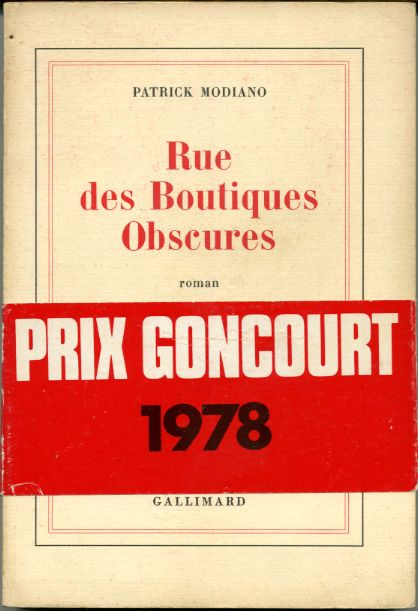 PATRICK MODIANO
Rue
des Boutiques
Obscures
roman
PRIX GONCOURT
1978
GALLIMARD